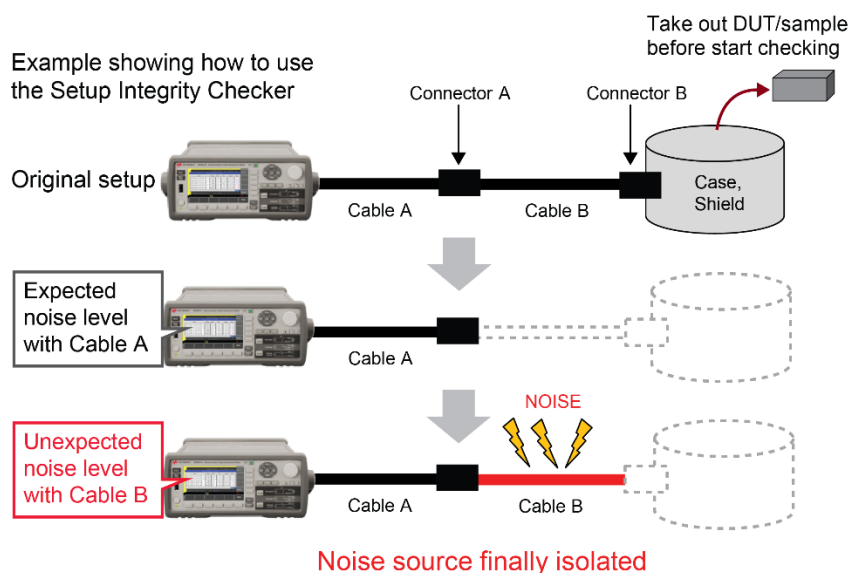 Take out DUT/sample
before start checking
Example showing how to use
the Setup Integrity Checker
Connector A
Connector B
Original setup
Cable A
Cable B
Case,
Shield
Expected
noise level
with Cable A
Cable A
NOISE
Unexpected
noise level
with Cable B
Cable A
Cable B
Noise source finally isolated